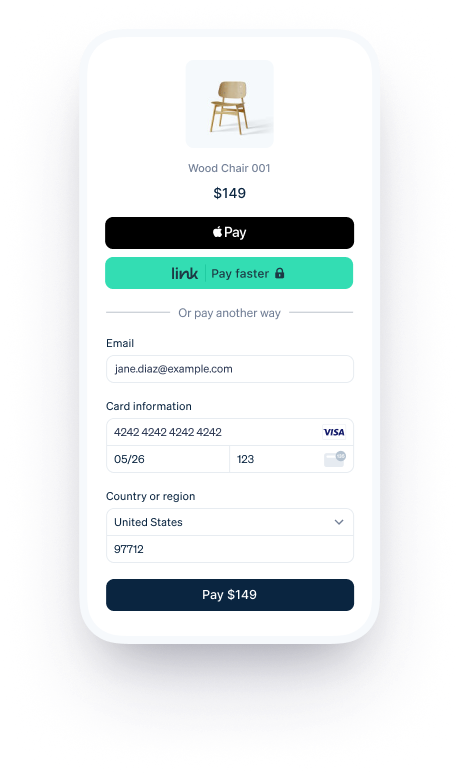 Wood Chair 001
$149
Pay
link Pay faster
Or pay another way
Email
jane.diaz@example.com
Card information
4242 4242 4242 4242 VISA
05/26 123
Country or region
United States
97712
Pay $149